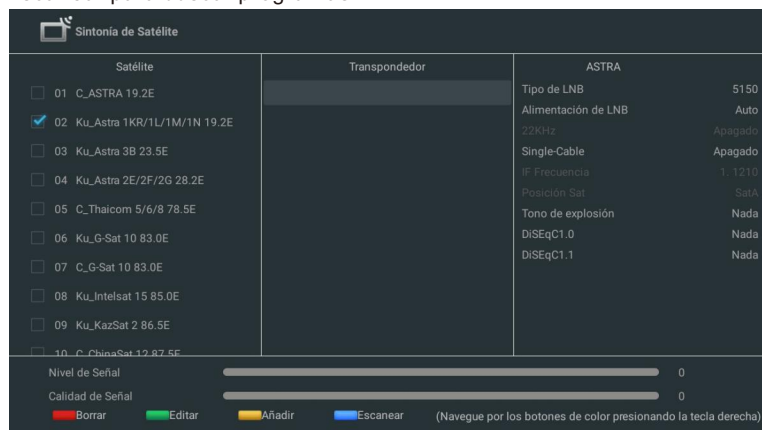 Sintonía de Satélite
Satélite
Transpondedor
ASTRA
01 C_ASTRA 19.2E
02 Ku_Astra 1KR/1L/1M/1N 19.2E
03 Ku_Astra 3B 23.5E
04 Ku_Astra 2E/2F/2G 28.2E
05 C_Thaicom 5/6/8 78.5E
06 Ku_G-Sat 10 83.0E
07 C_G-Sat 10 83.0E
08 Ku_Intelsat 15 85.0E
09 Ku_KazSat 2 86.5E
10 C_ChinaSat 12 87.5E
Tipo de LNB 5150
Alimentación de LNB Auto
22KHz Apagado
Single-Cable Apagado
IF Frecuencia 1. 1210
Posición Sat SatA
Tono de explosión Nada
DiSEqC1.0 Nada
DiSEqC1.1 Nada
Nivel de Señal 0
Calidad de Señal 0
Borrar Editar Añadir Escanear (Navegue por los botones de color presionando la tecla derecha)